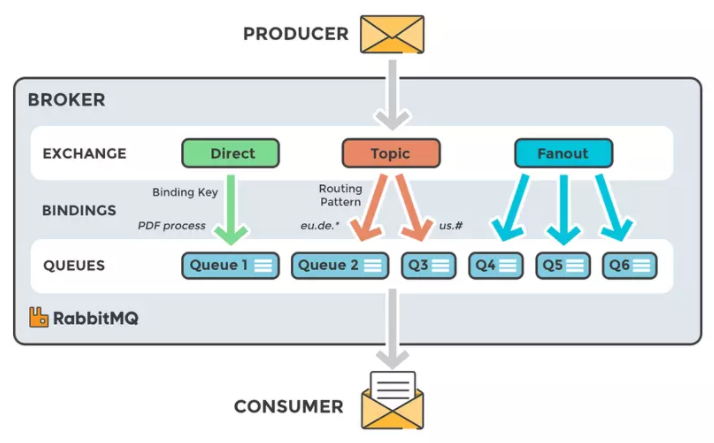 PRODUCER
BROKER
EXCHANGE
Direct
Topic
Fanout
Binding Key
Routing
Pattern
BINDINGS
PDF process
eu.de.*
us.#
QUEUES
Queue 1
Queue 2
Q3
Q4
Q5
Q6
RabbitMQ
CONSUMER